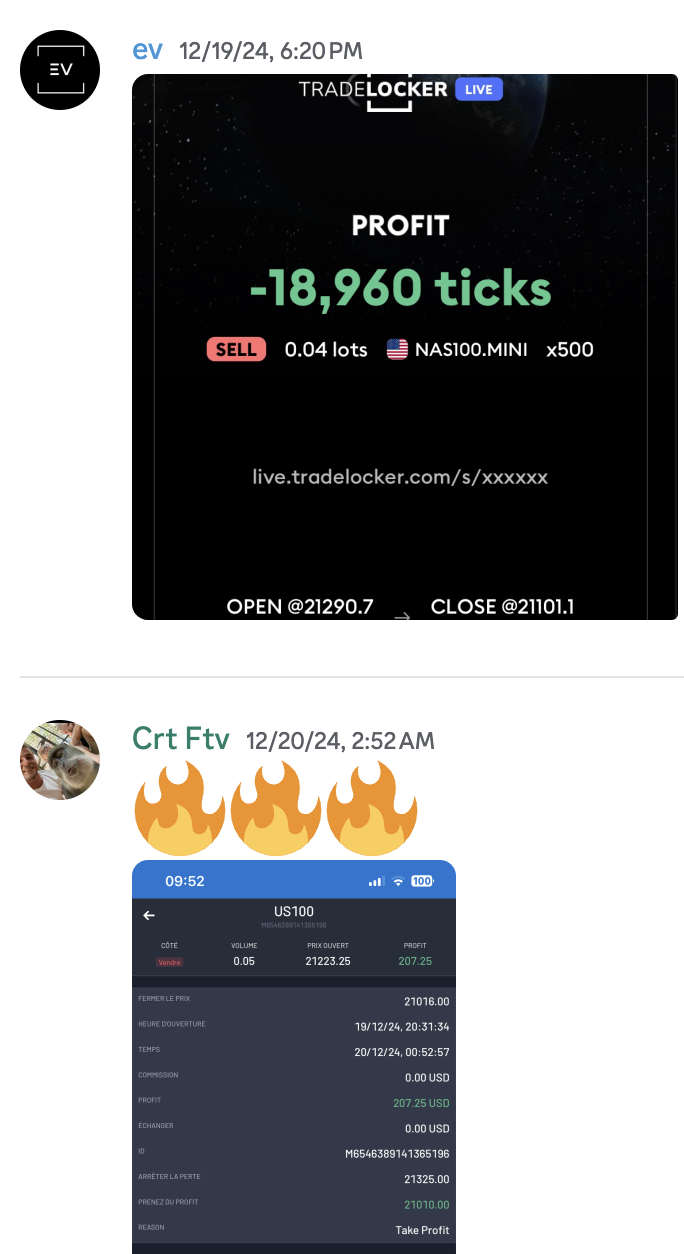 EV
ev 12/19/24, 6:20 PM
TRADELOCKER LIVE
PROFIT
-18,960 ticks
SELL 0.04 lots NAS100.MINI x500
live.tradelocker.com/s/xxxxxx
OPEN @21290.7 → CLOSE @21101.1
Crt Ftv 12/20/24, 2:52 AM
09:52 100
US100
M6546389141365196
CÔTÉ VOLUME PRIX OUVERT PROFIT
Vendre 0.05 21223.25 207.25
FERMER LE PRIX 21016.00
HEURE D'OUVERTURE 19/12/24, 20:31:34
TEMPS 20/12/24, 00:52:57
COMMISSION 0.00 USD
PROFIT 207.25 USD
ÉCHANGER 0.00 USD
ID M6546389141365196
ARRÊTER LA PERTE 21325.00
PRENEZ DU PROFIT 21010.00
REASON Take Profit